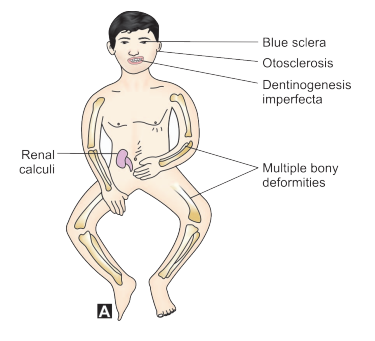 Blue sclera
Otosclerosis
Dentinogenesis
imperfecta
Renal
calculi
Multiple bony
deformities
A